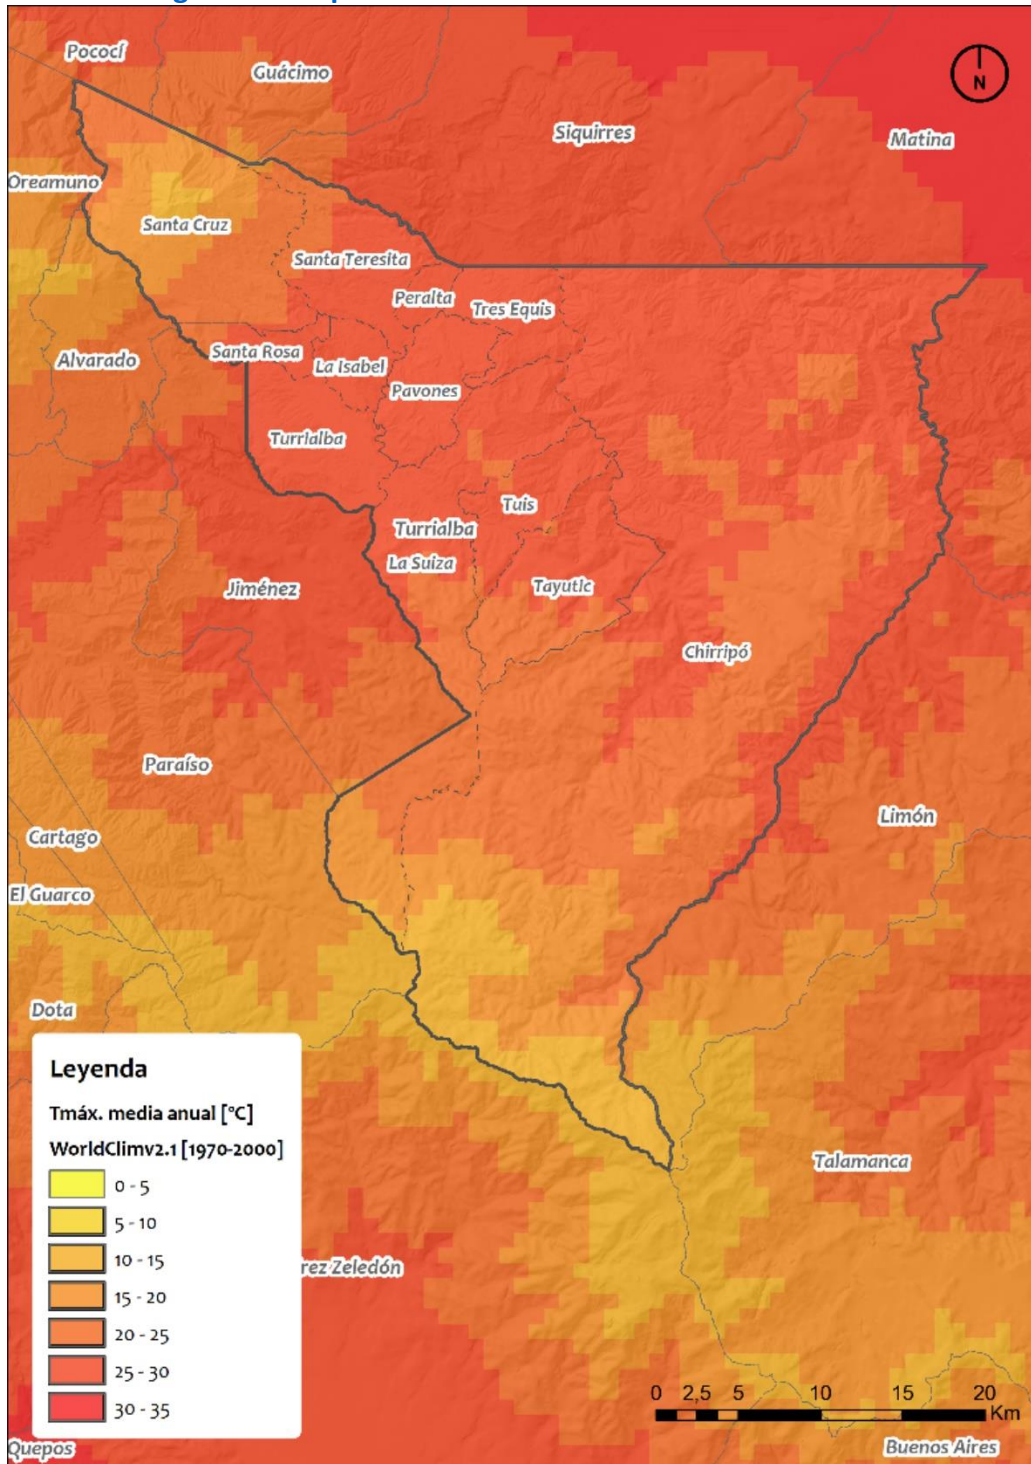 Pococí
Guácimo
N
Siquirres
Matina
Oreamuno
Santa Cruz
Santa Teresita
Peralta
Tres Equis
Santa Rosa
Alvarado
La Isabel
Pavones
Turrialba
Tuis
Turrialba
La Suiza
Jiménez
Tayutic
Chirripó
Paraíso
Limón
Cartago
El Guarco
Dota
Leyenda
Tmáx. media anual [°C]
WorldClimv2.1 [1970-2000]
0 - 5
5 - 10
10 - 15
15 - 20
20 - 25
25 - 30
30 - 35
Talamanca
rez Zeledón
0 2,5 5 10 15 20
Km
Quepos
Buenos Aires